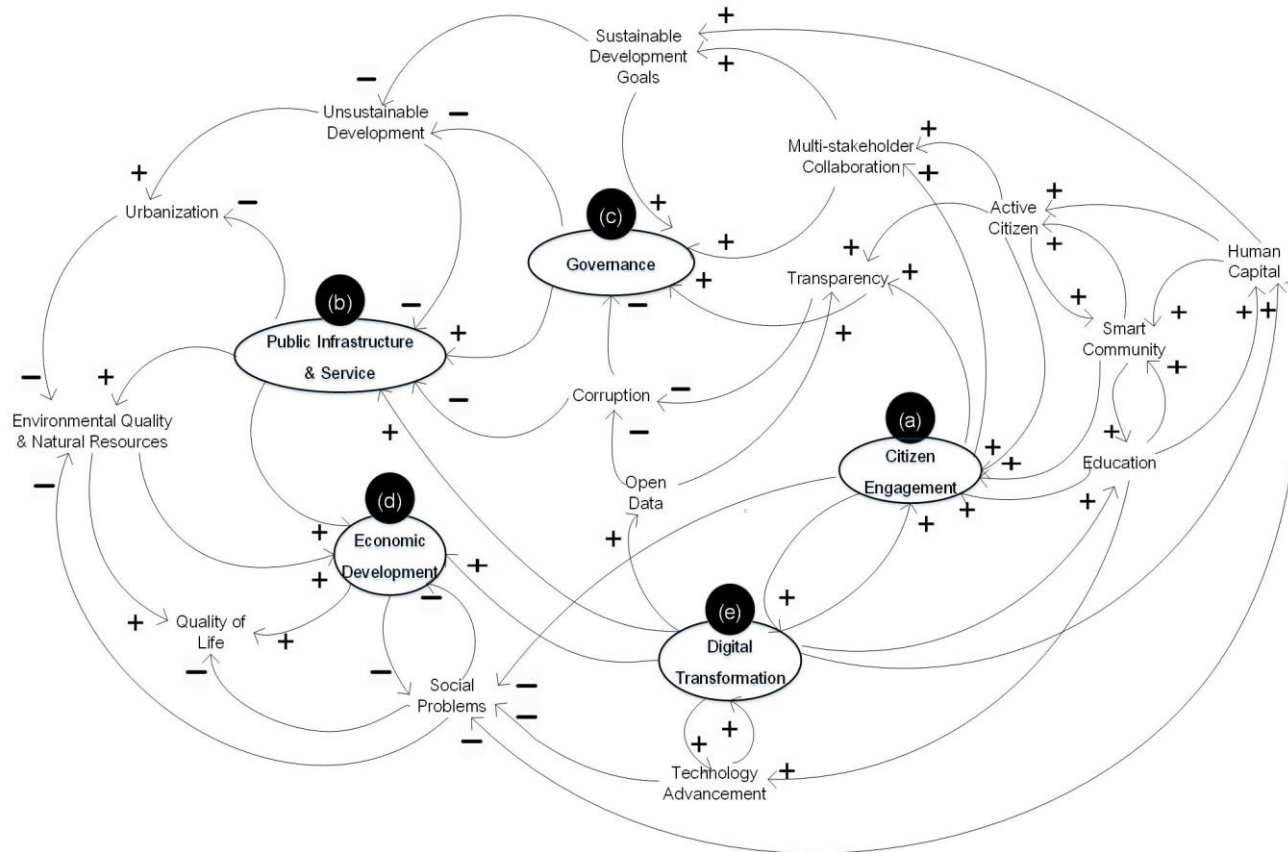 Sustainable
Development
Goals
Unsustainable
Development
Multi-stakeholder
Collaboration
Urbanization
Active
Citizen
(c)
Governance
Transparency
Human
Capital
(b)
Public Infrastructure
& Service
Smart
Community
Corruption
Environmental Quality
& Natural Resources
(a)
Citizen
Engagement
Education
Open
Data
(d)
Economic
Development
(e)
Digital
Transformation
Quality of
Life
Social
Problems
Technology
Advancement